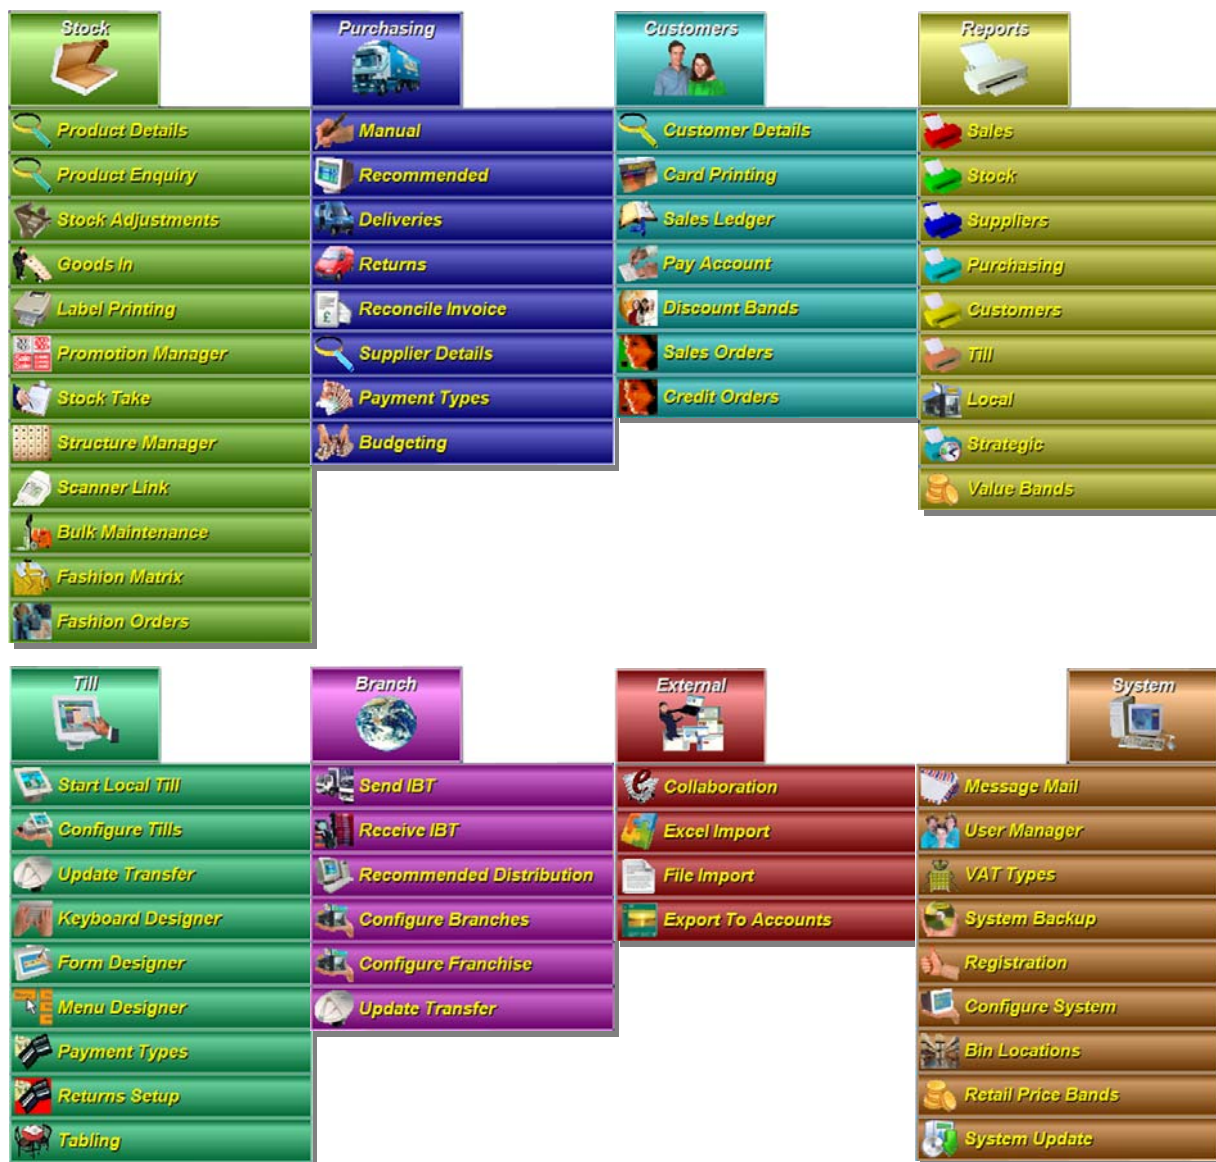 Stock
Product Details
Product Enquiry
Stock Adjustments
Goods In
Label Printing
Promotion Manager
Stock Take
Structure Manager
Scanner Link
Bulk Maintenance
Fashion Matrix
Fashion Orders
Purchasing
Manual
Recommended
Deliveries
Returns
Reconcile Invoice
Supplier Details
Payment Types
Budgeting
Customers
Customer Details
Card Printing
Sales Ledger
Pay Account
Discount Bands
Sales Orders
Credit Orders
Reports
Sales
Stock
Suppliers
Purchasing
Customers
Till
Local
Strategic
Value Bands
Till
Start Local Till
Configure Tills
Update Transfer
Keyboard Designer
Form Designer
Menu Designer
Payment Types
Returns Setup
Tabling
Branch
Send IBT
Receive IBT
Recommended Distribution
Configure Branches
Configure Franchise
Update Transfer
External
Collaboration
Excel Import
File Import
Export To Accounts
System
Message Mail
User Manager
VAT Types
System Backup
Registration
Configure System
Bin Locations
Retail Price Bands
System Update